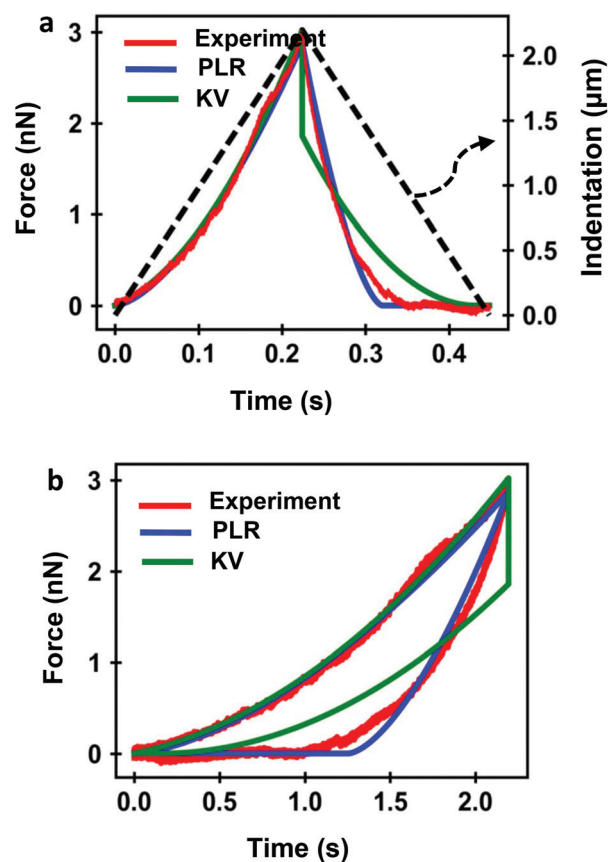 a
Experiment
PLR
KV
3
2
1
0
Force (nN)
2.0
1.5
1.0
0.5
0.0
Indentation (μm)
0.0 0.1 0.2 0.3 0.4
Time (s)
b
Experiment
PLR
KV
3
2
1
0
Force (nN)
0.0 0.5 1.0 1.5 2.0
Time (s)